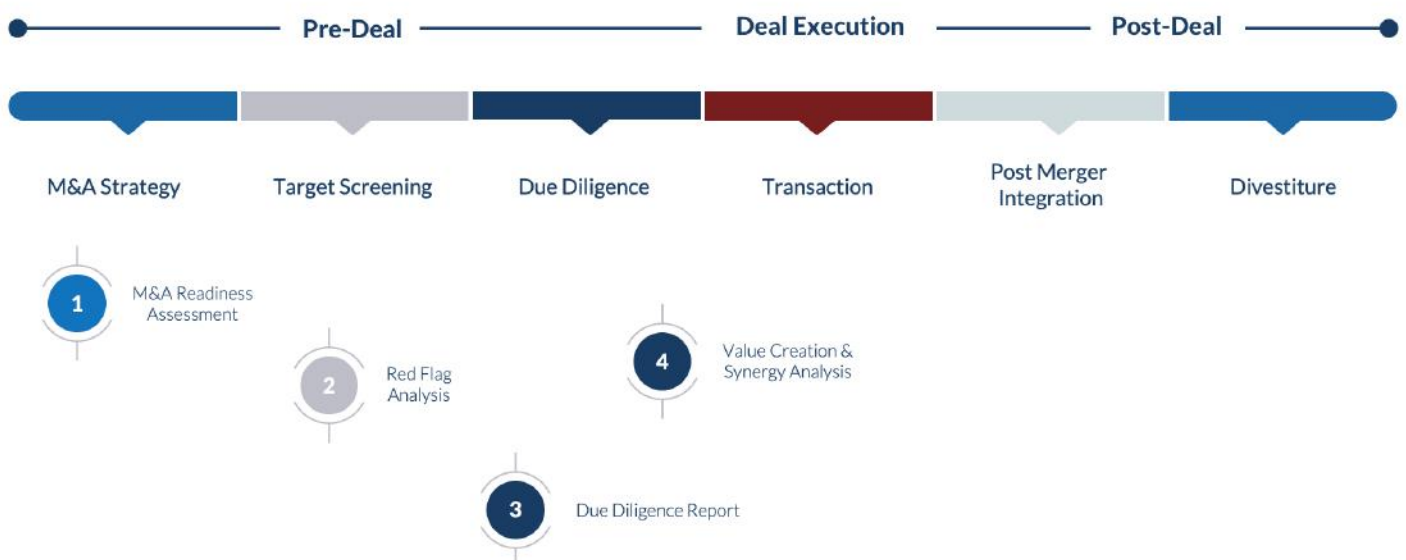 Pre-Deal
Deal Execution
Post-Deal
M&A Strategy
Target Screening
Due Diligence
Transaction
Post Merger
Integration
Divestiture
1
M&A Readiness
Assessment
2
Red Flag
Analysis
4
Value Creation &
Synergy Analysis
3
Due Diligence Report